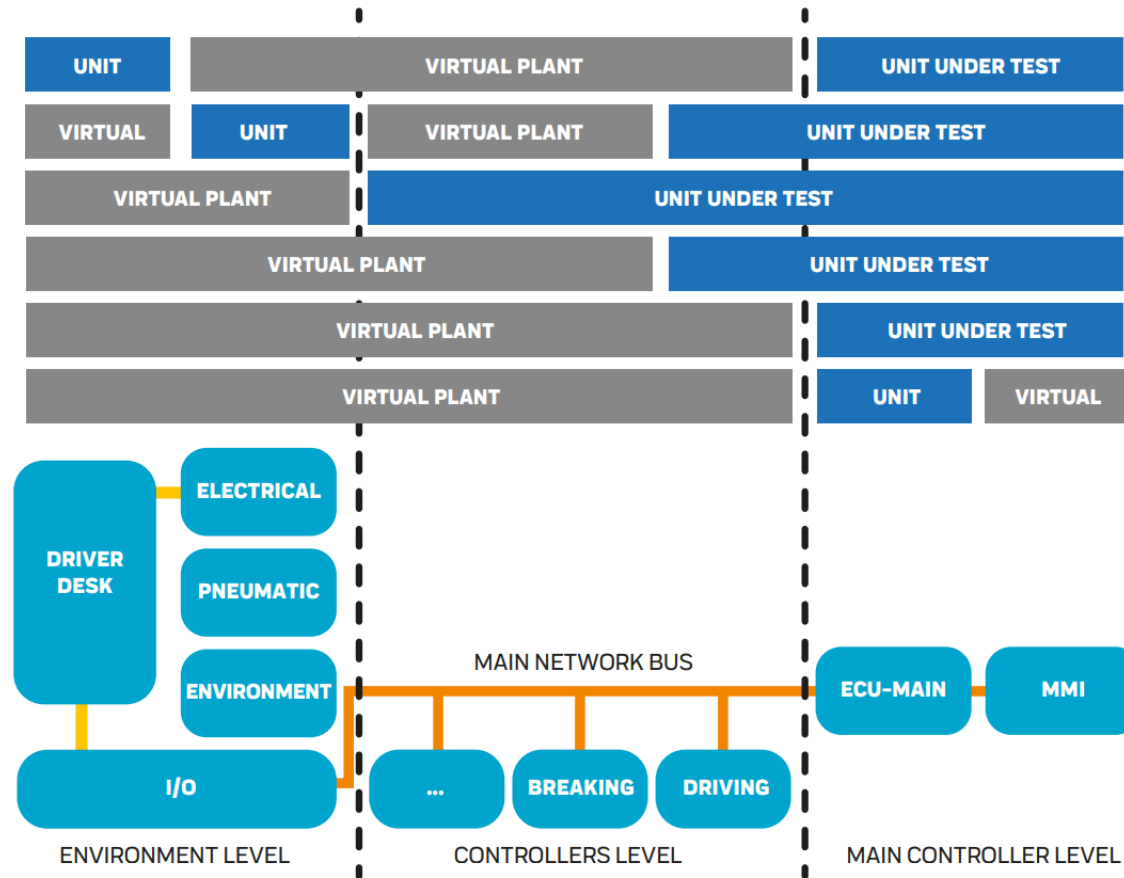 UNIT
VIRTUAL PLANT
UNIT UNDER TEST
VIRTUAL
UNIT
VIRTUAL PLANT
UNIT UNDER TEST
VIRTUAL PLANT
UNIT UNDER TEST
VIRTUAL PLANT
UNIT UNDER TEST
VIRTUAL PLANT
UNIT UNDER TEST
VIRTUAL PLANT
UNIT
VIRTUAL
DRIVER
DESK
ELECTRICAL
PNEUMATIC
ENVIRONMENT
I/O
MAIN NETWORK BUS
...
BREAKING
DRIVING
ECU-MAIN
MMI
ENVIRONMENT LEVEL
CONTROLLERS LEVEL
MAIN CONTROLLER LEVEL